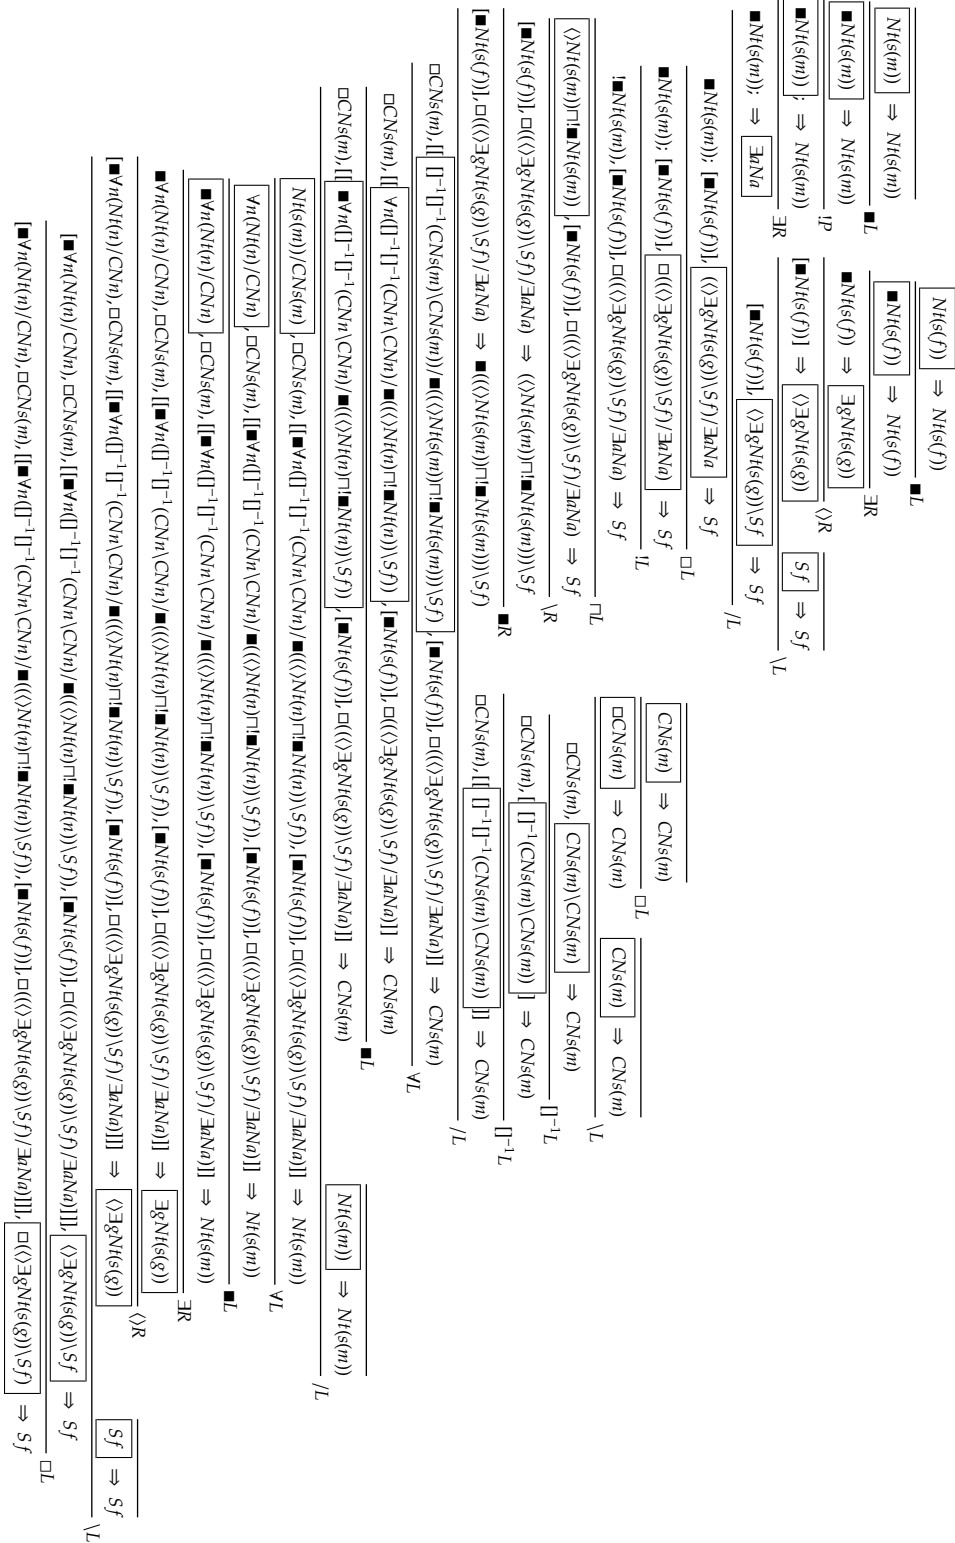 Nt(s(f)) ⇒ Nt(s(f))
■L
Nt(s(m)) ⇒ Nt(s(m))
■Nt(s(f)) ⇒ Nt(s(f))
■L ∃R
■Nt(s(m)) ⇒ Nt(s(m))
■Nt(s(f)) ⇒ ∃gNt(s(g))
!P ⟨⟩R
■Nt(s(m)); ⇒ Nt(s(m))
[■Nt(s(f))] ⇒ ⟨⟩∃gNt(s(g))
Sf ⇒ Sf
∃R \L
■Nt(s(m)); ⇒ ∃aNa
[■Nt(s(f))], ⟨⟩∃gNt(s(g))\Sf ⇒ Sf
/L
■Nt(s(m)); [■Nt(s(f))], (⟨⟩∃gNt(s(g))\Sf)/∃aNa ⇒ Sf
□L
■Nt(s(m)); [■Nt(s(f))], □((⟨⟩∃gNt(s(g))\Sf)/∃aNa) ⇒ Sf
CNs(m) ⇒ CNs(m)
!L □L
!■Nt(s(m)), [■Nt(s(f))], □((⟨⟩∃gNt(s(g))\Sf)/∃aNa) ⇒ Sf
□CNs(m) ⇒ CNs(m)
CNs(m) ⇒ CNs(m)
⊓L \L
⟨⟩Nt(s(m))⊓!■Nt(s(m)), [■Nt(s(f))], □((⟨⟩∃gNt(s(g))\Sf)/∃aNa) ⇒ Sf
□CNs(m), CNs(m)\CNs(m) ⇒ CNs(m)
\R []⁻¹L
[■Nt(s(f))], □((⟨⟩∃gNt(s(g))\Sf)/∃aNa) ⇒ (⟨⟩Nt(s(m))⊓!■Nt(s(m)))\Sf
□CNs(m), [ []⁻¹(CNs(m)\CNs(m)) ] ⇒ CNs(m)
■R []⁻¹L
[■Nt(s(f))], □((⟨⟩∃gNt(s(g))\Sf)/∃aNa) ⇒ ■((⟨⟩Nt(s(m))⊓!■Nt(s(m)))\Sf)
□CNs(m), [[ []⁻¹[]⁻¹(CNs(m)\CNs(m)) ]] ⇒ CNs(m)
/L
□CNs(m), [[ []⁻¹[]⁻¹(CNs(m)\CNs(m))/■((⟨⟩Nt(s(m))⊓!■Nt(s(m)))\Sf) , [■Nt(s(f))], □((⟨⟩∃gNt(s(g))\Sf)/∃aNa)]] ⇒ CNs(m)
∀L
□CNs(m), [[ ∀n([]⁻¹[]⁻¹(CNn\CNn)/■((⟨⟩Nt(n)⊓!■Nt(n))\Sf)) , [■Nt(s(f))], □((⟨⟩∃gNt(s(g))\Sf)/∃aNa)]] ⇒ CNs(m)
■L
□CNs(m), [[ ■∀n([]⁻¹[]⁻¹(CNn\CNn)/■((⟨⟩Nt(n)⊓!■Nt(n))\Sf)) , [■Nt(s(f))], □((⟨⟩∃gNt(s(g))\Sf)/∃aNa)]] ⇒ CNs(m)
Nt(s(m)) ⇒ Nt(s(m))
/L
Nt(s(m))/CNs(m) , □CNs(m), [[■∀n([]⁻¹[]⁻¹(CNn\CNn)/■((⟨⟩Nt(n)⊓!■Nt(n))\Sf)), [■Nt(s(f))], □((⟨⟩∃gNt(s(g))\Sf)/∃aNa)]] ⇒ Nt(s(m))
∀L
∀n(Nt(n)/CNn) , □CNs(m), [[■∀n([]⁻¹[]⁻¹(CNn\CNn)/■((⟨⟩Nt(n)⊓!■Nt(n))\Sf)), [■Nt(s(f))], □((⟨⟩∃gNt(s(g))\Sf)/∃aNa)]] ⇒ Nt(s(m))
■L
■∀n(Nt(n)/CNn) , □CNs(m), [[■∀n([]⁻¹[]⁻¹(CNn\CNn)/■((⟨⟩Nt(n)⊓!■Nt(n))\Sf)), [■Nt(s(f))], □((⟨⟩∃gNt(s(g))\Sf)/∃aNa)]] ⇒ Nt(s(m))
∃R
■∀n(Nt(n)/CNn), □CNs(m), [[■∀n([]⁻¹[]⁻¹(CNn\CNn)/■((⟨⟩Nt(n)⊓!■Nt(n))\Sf)), [■Nt(s(f))], □((⟨⟩∃gNt(s(g))\Sf)/∃aNa)]] ⇒ ∃gNt(s(g))
⟨⟩R
[■∀n(Nt(n)/CNn), □CNs(m), [[■∀n([]⁻¹[]⁻¹(CNn\CNn)/■((⟨⟩Nt(n)⊓!■Nt(n))\Sf)), [■Nt(s(f))], □((⟨⟩∃gNt(s(g))\Sf)/∃aNa)]]] ⇒ ⟨⟩∃gNt(s(g))
Sf ⇒ Sf
\L
[■∀n(Nt(n)/CNn), □CNs(m), [[■∀n([]⁻¹[]⁻¹(CNn\CNn)/■((⟨⟩Nt(n)⊓!■Nt(n))\Sf)), [■Nt(s(f))], □((⟨⟩∃gNt(s(g))\Sf)/∃aNa)]]], ⟨⟩∃gNt(s(g))\Sf ⇒ Sf
□L
[■∀n(Nt(n)/CNn), □CNs(m), [[■∀n([]⁻¹[]⁻¹(CNn\CNn)/■((⟨⟩Nt(n)⊓!■Nt(n))\Sf)), [■Nt(s(f))], □((⟨⟩∃gNt(s(g))\Sf)/∃aNa)]]], □(⟨⟩∃gNt(s(g))\Sf) ⇒ Sf